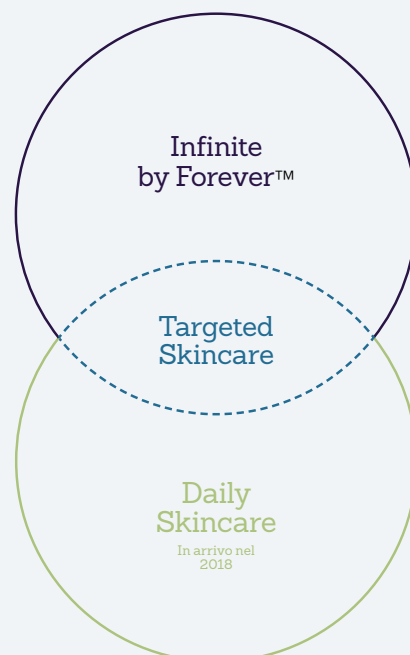 Infinite
by Forever™
Targeted
Skincare
Daily
Skincare
In arrivo nel
2018